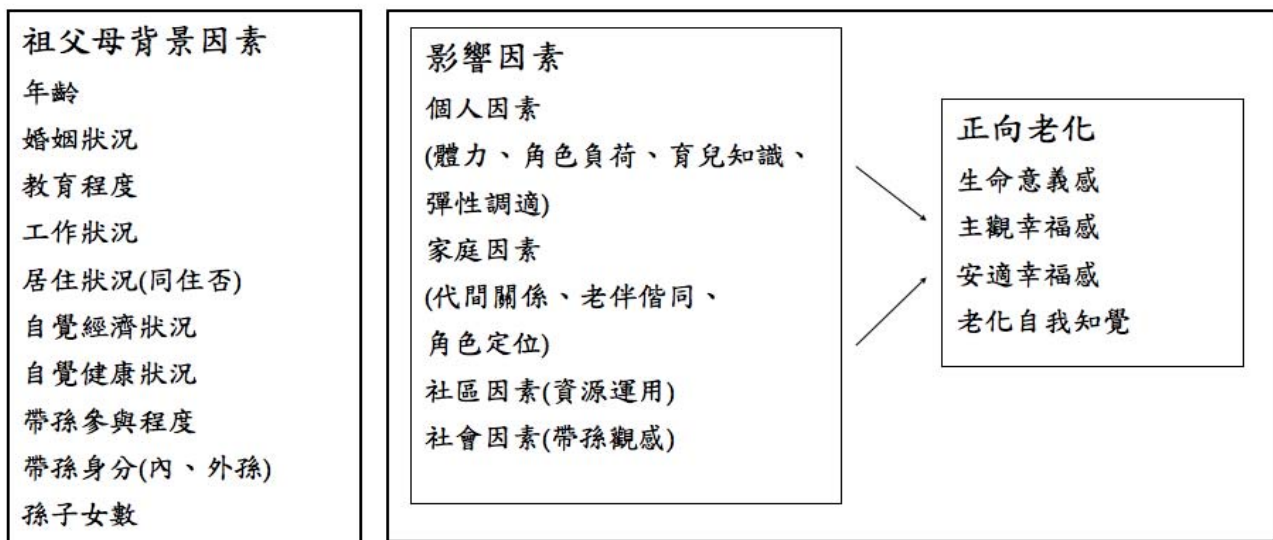 祖父母背景因素
年齡
婚姻狀況
教育程度
工作狀況
居住狀況(同住否)
自覺經濟狀況
自覺健康狀況
帶孫參與程度
帶孫身分(內、外孫)
孫子女數
影響因素
個人因素
(體力、角色負荷、育兒知識、
彈性調適)
家庭因素
(代間關係、老伴偕同、
角色定位)
社區因素(資源運用)
社會因素(帶孫觀感)
正向老化
生命意義感
主觀幸福感
安適幸福感
老化自我知覺